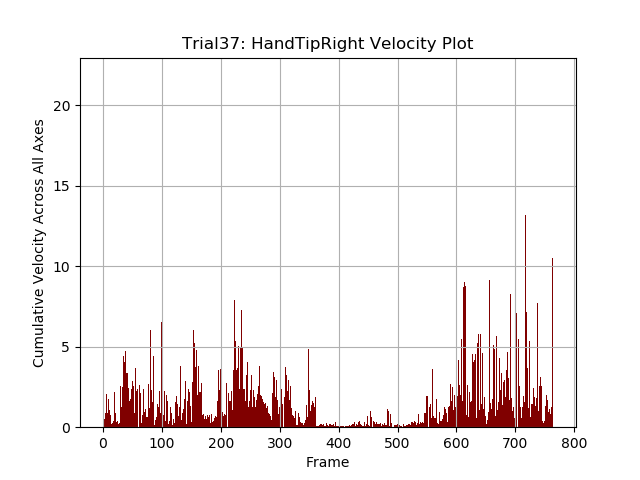 Trial37: HandTipRight Velocity Plot
Cumulative Velocity Across All Axes
20
15
10
5
0
0 100 200 300 400 500 600 700 800
Frame